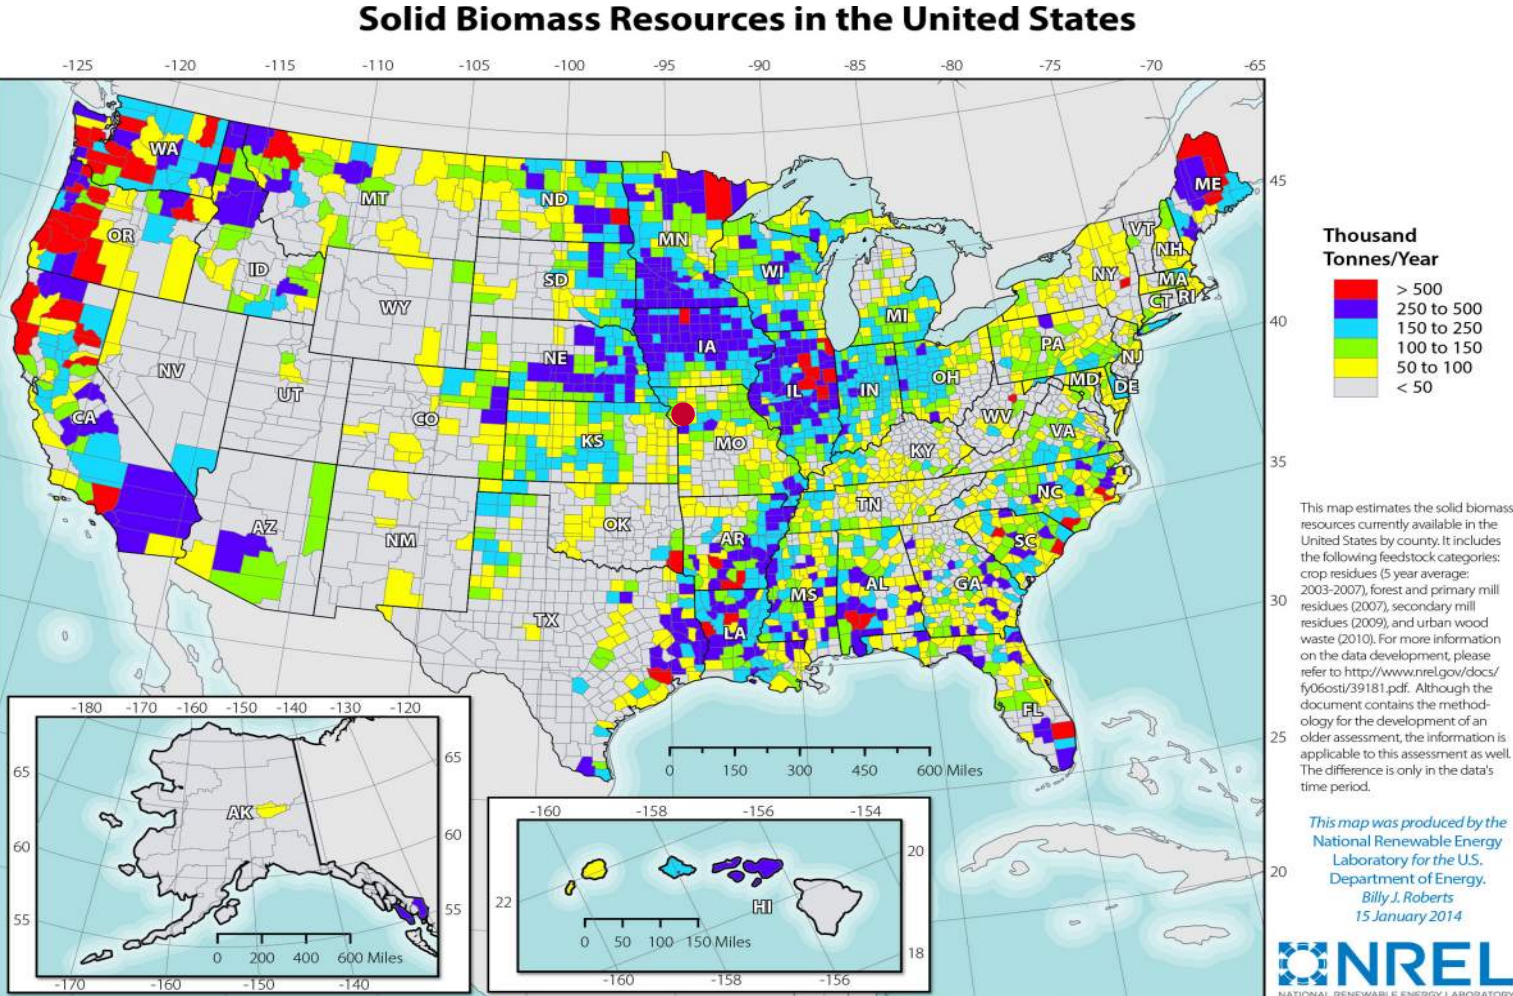 Solid Biomass Resources in the United States
-125 -120 -115 -110 -105 -100 -95 -90 -85 -80 -75 -70 -65
45
40
35
30
25
20
WA
OR
CA
NV
ID
MT
WY
UT
AZ
CO
NM
ND
SD
NE
KS
OK
TX
MN
IA
MO
AR
LA
WI
IL
MI
IN
OH
KY
TN
MS
AL
GA
FL
SC
NC
VA
WV
PA
NY
VT
NH
ME
MA
CT
RI
NJ
MD
DE
0 150 300 450 600 Miles
-180 -170 -160 -150 -140 -130 -120
65
60
55
65
60
55
AK
0 200 400 600 Miles
-170 -150 -140
-160 -158 -156 -154
22
20
18
HI
0 50 100 150 Miles
-160 -158 -156
Thousand
Tonnes/Year
> 500
250 to 500
150 to 250
100 to 150
50 to 100
< 50
This map estimates the solid biomass
resources currently available in the
United States by county. It includes
the following feedstock categories:
crop residues (5 year average:
2003-2007), forest and primary mill
residues (2007), secondary mill
residues (2009), and urban wood
waste (2010). For more information
on the data development, please
refer to http://www.nrel.gov/docs/
fy06osti/39181.pdf. Although the
document contains the method-
ology for the development of an
older assessment, the information is
applicable to this assessment as well.
The difference is only in the data's
time period.
This map was produced by the
National Renewable Energy
Laboratory for the U.S.
Department of Energy.
Billy J. Roberts
15 January 2014
NREL
NATIONAL RENEWABLE ENERGY LABORATORY